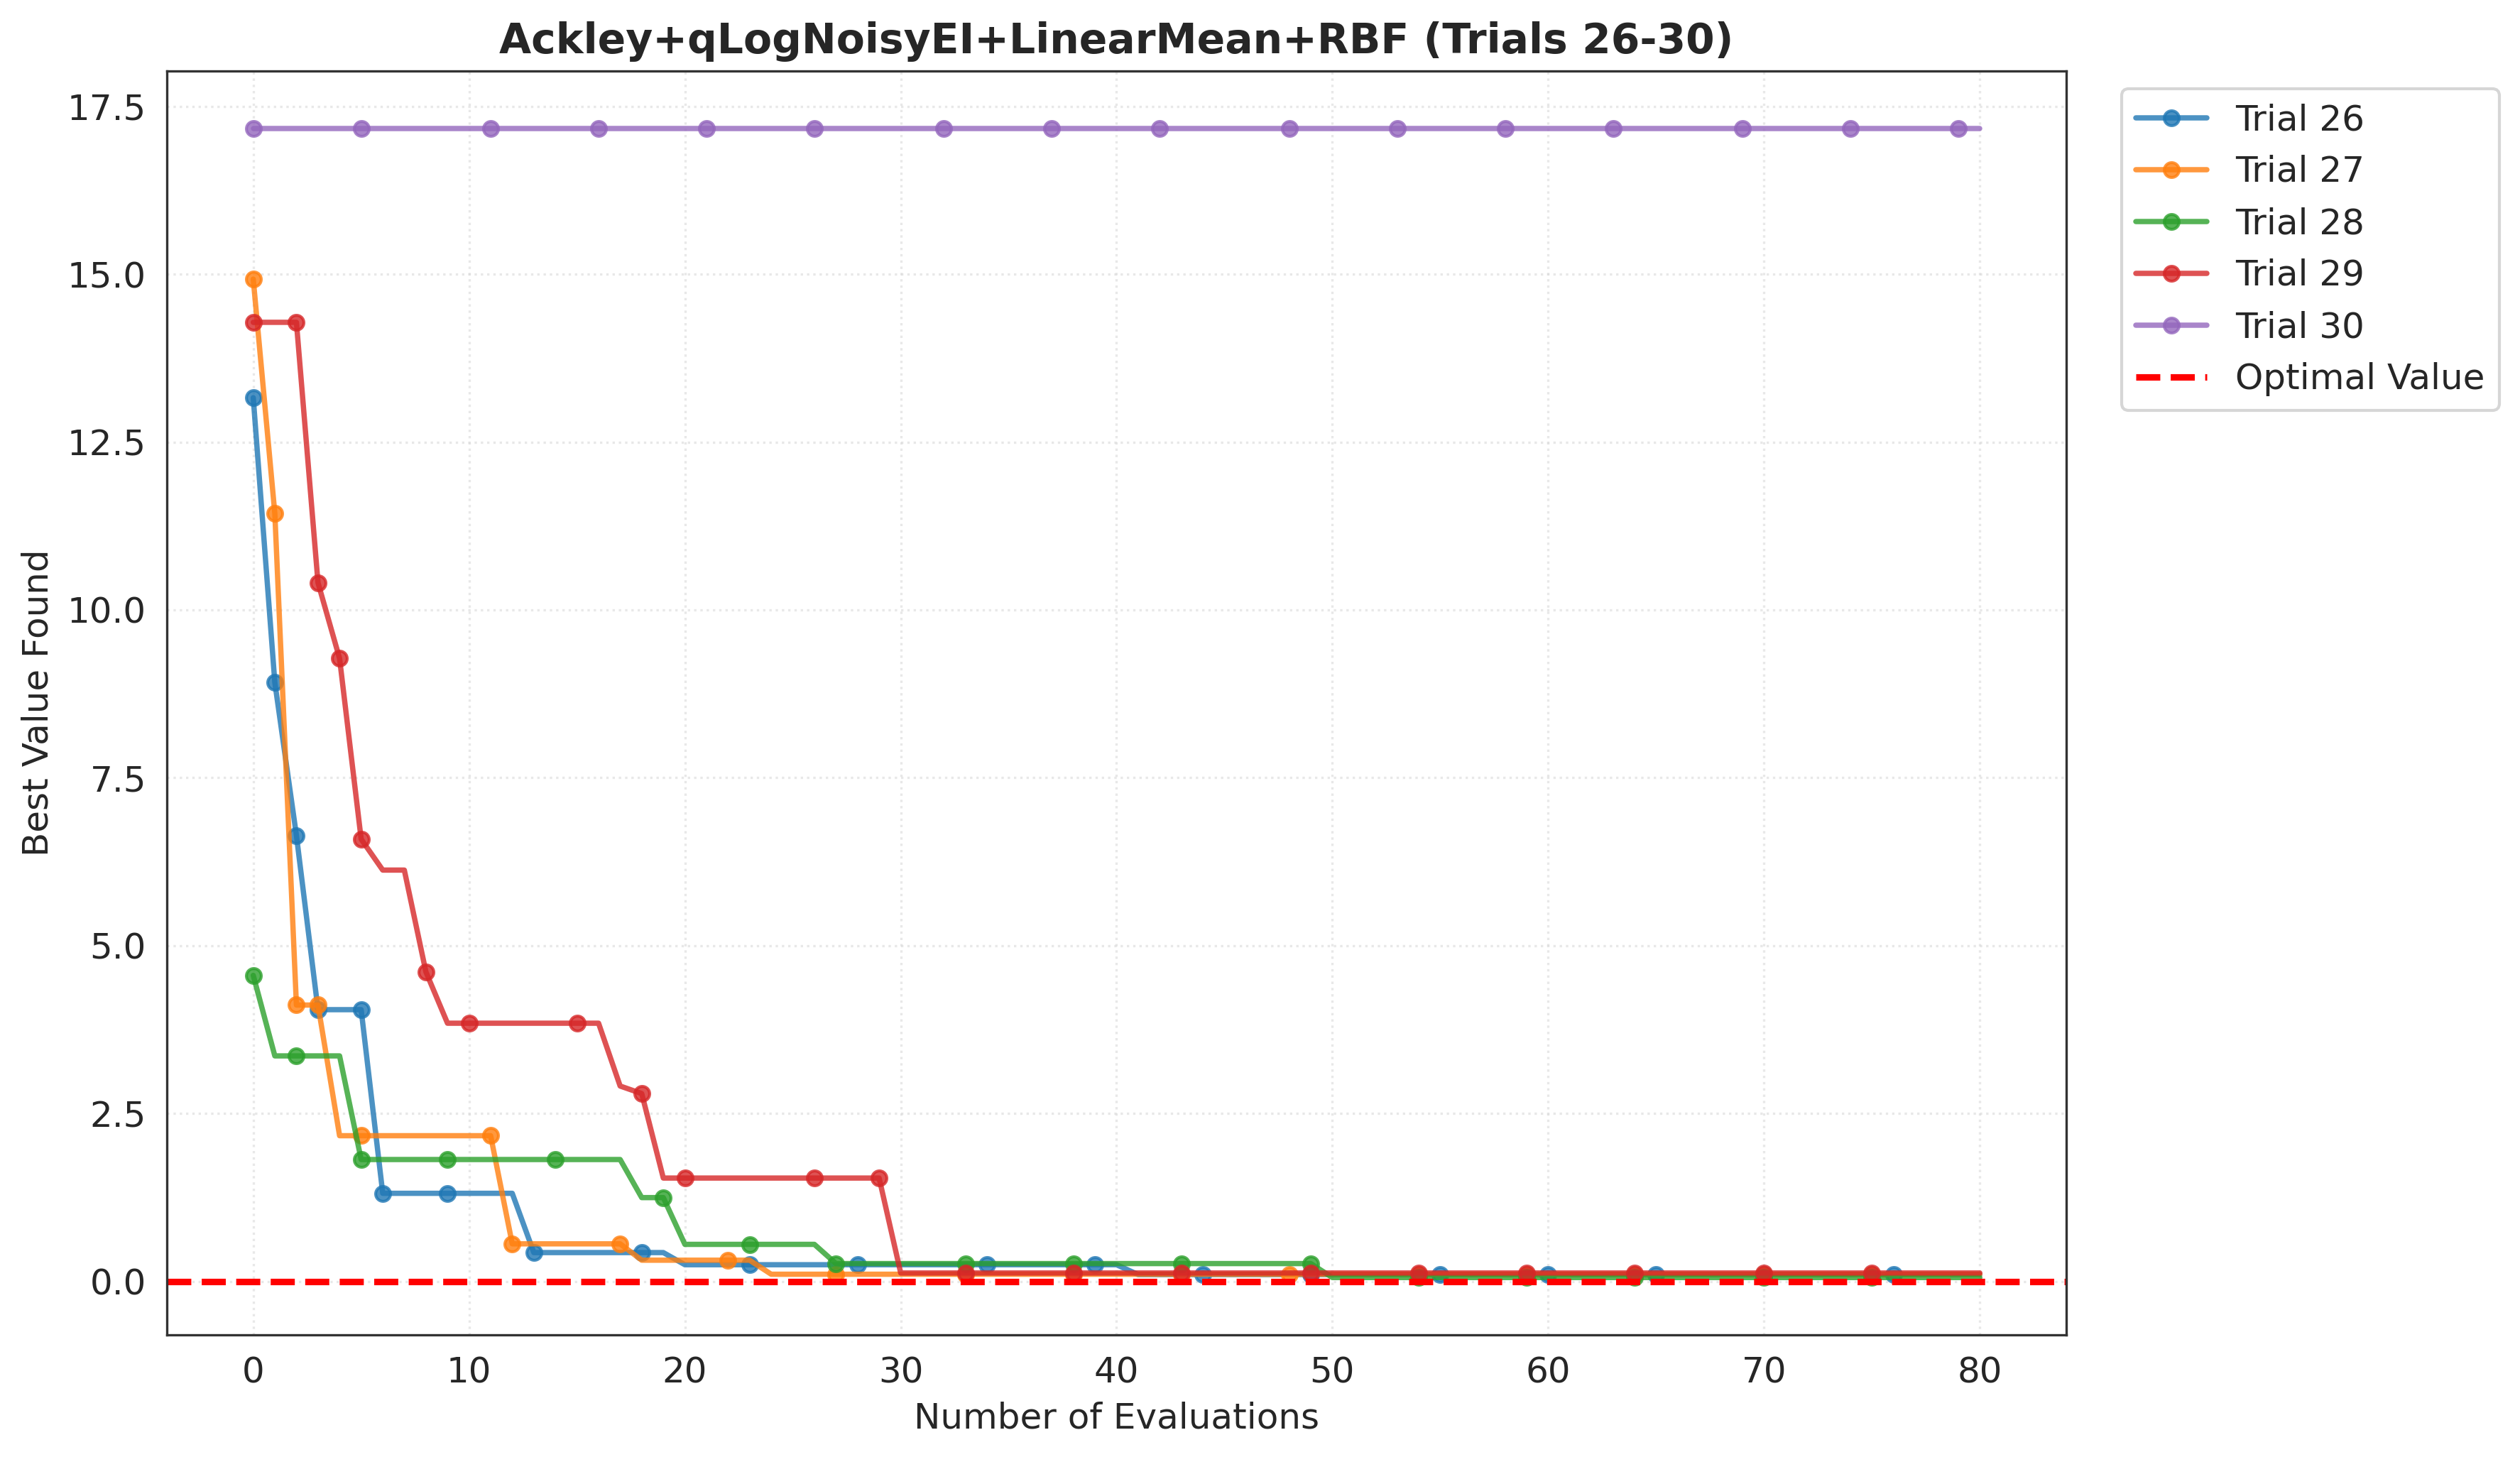 Ackley+qLogNoisyEI+LinearMean+RBF (Trials 26-30)
17.5
15.0
12.5
10.0
7.5
5.0
2.5
0.0
Best Value Found
0 10 20 30 40 50 60 70 80
Number of Evaluations
Trial 26
Trial 27
Trial 28
Trial 29
Trial 30
Optimal Value